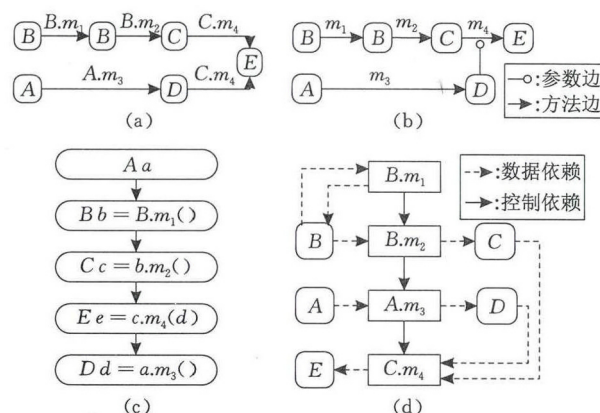 B B.m₁ B B.m₂ C C.m₄
E
A A.m₃ D C.m₄
(a)
B m₁ B m₂ C m₄ E
A m₃ D
:参数边
:方法边
(b)
A a
B b = B.m₁()
C c = b.m₂()
E e = c.m₄(d)
D d = a.m₃()
(c)
B.m₁
:数据依赖
:控制依赖
B B.m₂ C
A A.m₃ D
E C.m₄
(d)